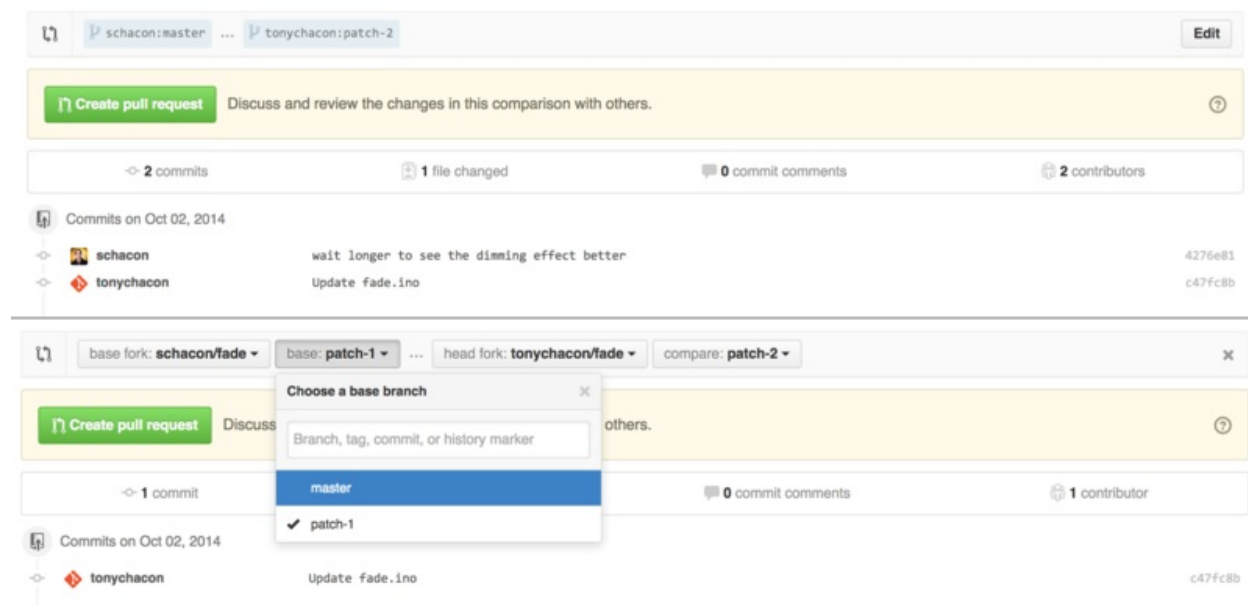 schacon:master ... tonychacon:patch-2 Edit
Create pull request Discuss and review the changes in this comparison with others.
2 commits 1 file changed 0 commit comments 2 contributors
Commits on Oct 02, 2014
schacon wait longer to see the dimming effect better 4276e81
tonychacon Update fade.ino c47fc8b
base fork: schacon/fade base: patch-1 ... head fork: tonychacon/fade compare: patch-2
Choose a base branch
Create pull request Discuss others.
Branch, tag, commit, or history marker
master
1 commit 0 commit comments 1 contributor
patch-1
Commits on Oct 02, 2014
tonychacon Update fade.ino c47fc8b